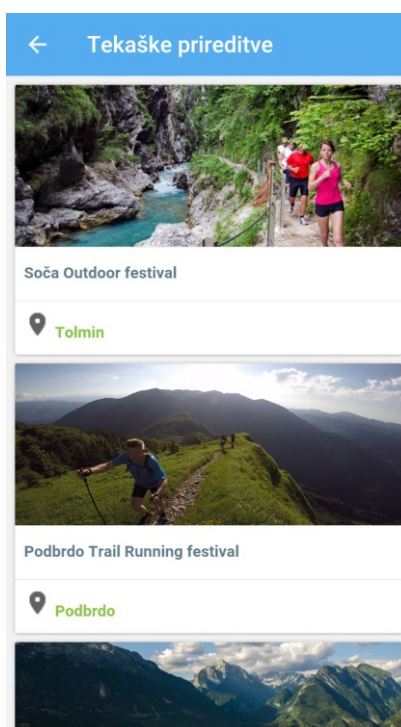 Tekaške prireditve
Soča Outdoor festival
Tolmin
Podbrdo Trail Running festival
Podbrdo